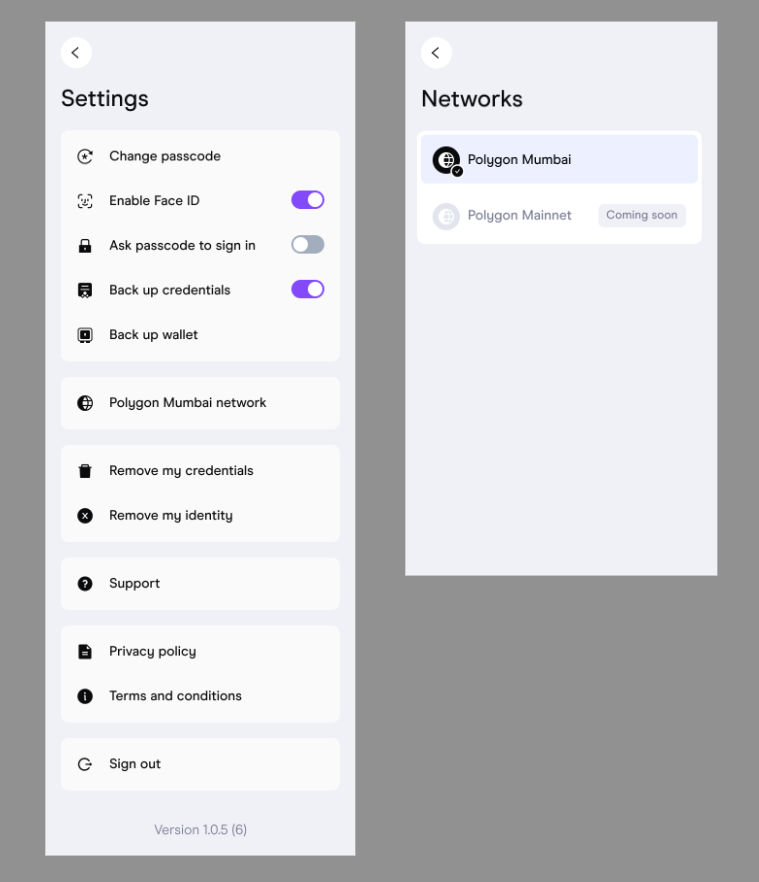 Settings
Change passcode
Enable Face ID
Ask passcode to sign in
Back up credentials
Back up wallet
Polygon Mumbai network
Remove my credentials
Remove my identity
Support
Privacy policy
Terms and conditions
Sign out
Version 1.0.5 (6)
Networks
Polygon Mumbai
Polygon Mainnet Coming soon